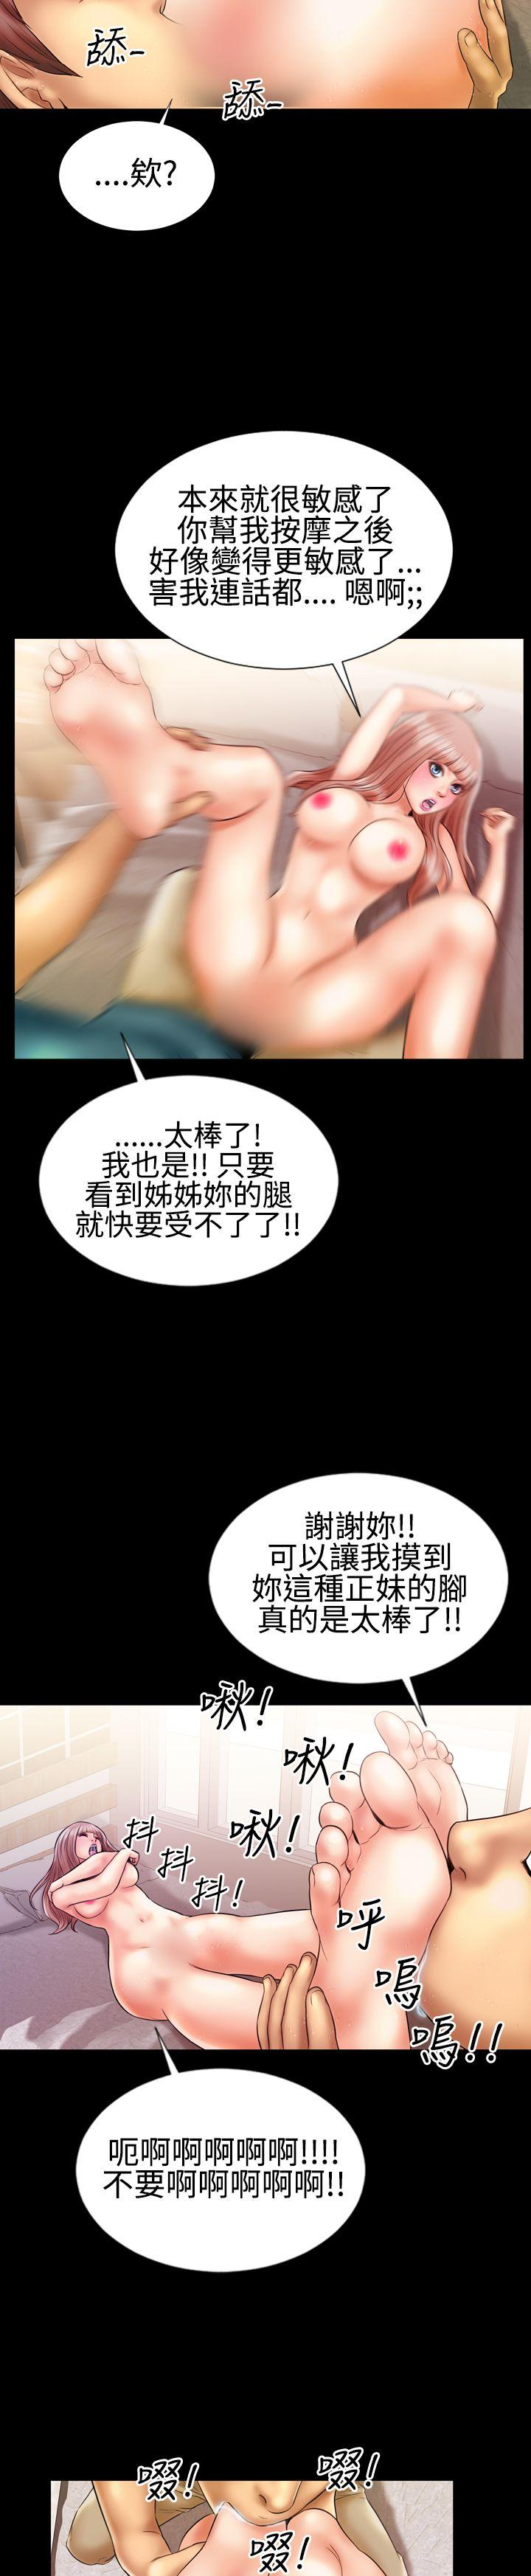 舔~
舔~
....欸?
本來就很敏感了
你幫我按摩之後
好像變得更敏感了...
害我連話都.... 嗯啊;;
......太棒了!
我也是!! 只要
看到姊姊妳的腿
就快要受不了了!!
謝謝妳!!
可以讓我摸到
妳這種正妹的腳
真的是太棒了!!
啾!
啾!
啾!
抖
抖
抖!
呼
嗚
嗚!!
呃啊啊啊啊啊!!!!
不要啊啊啊啊啊!!
啜!
啜!
啜!